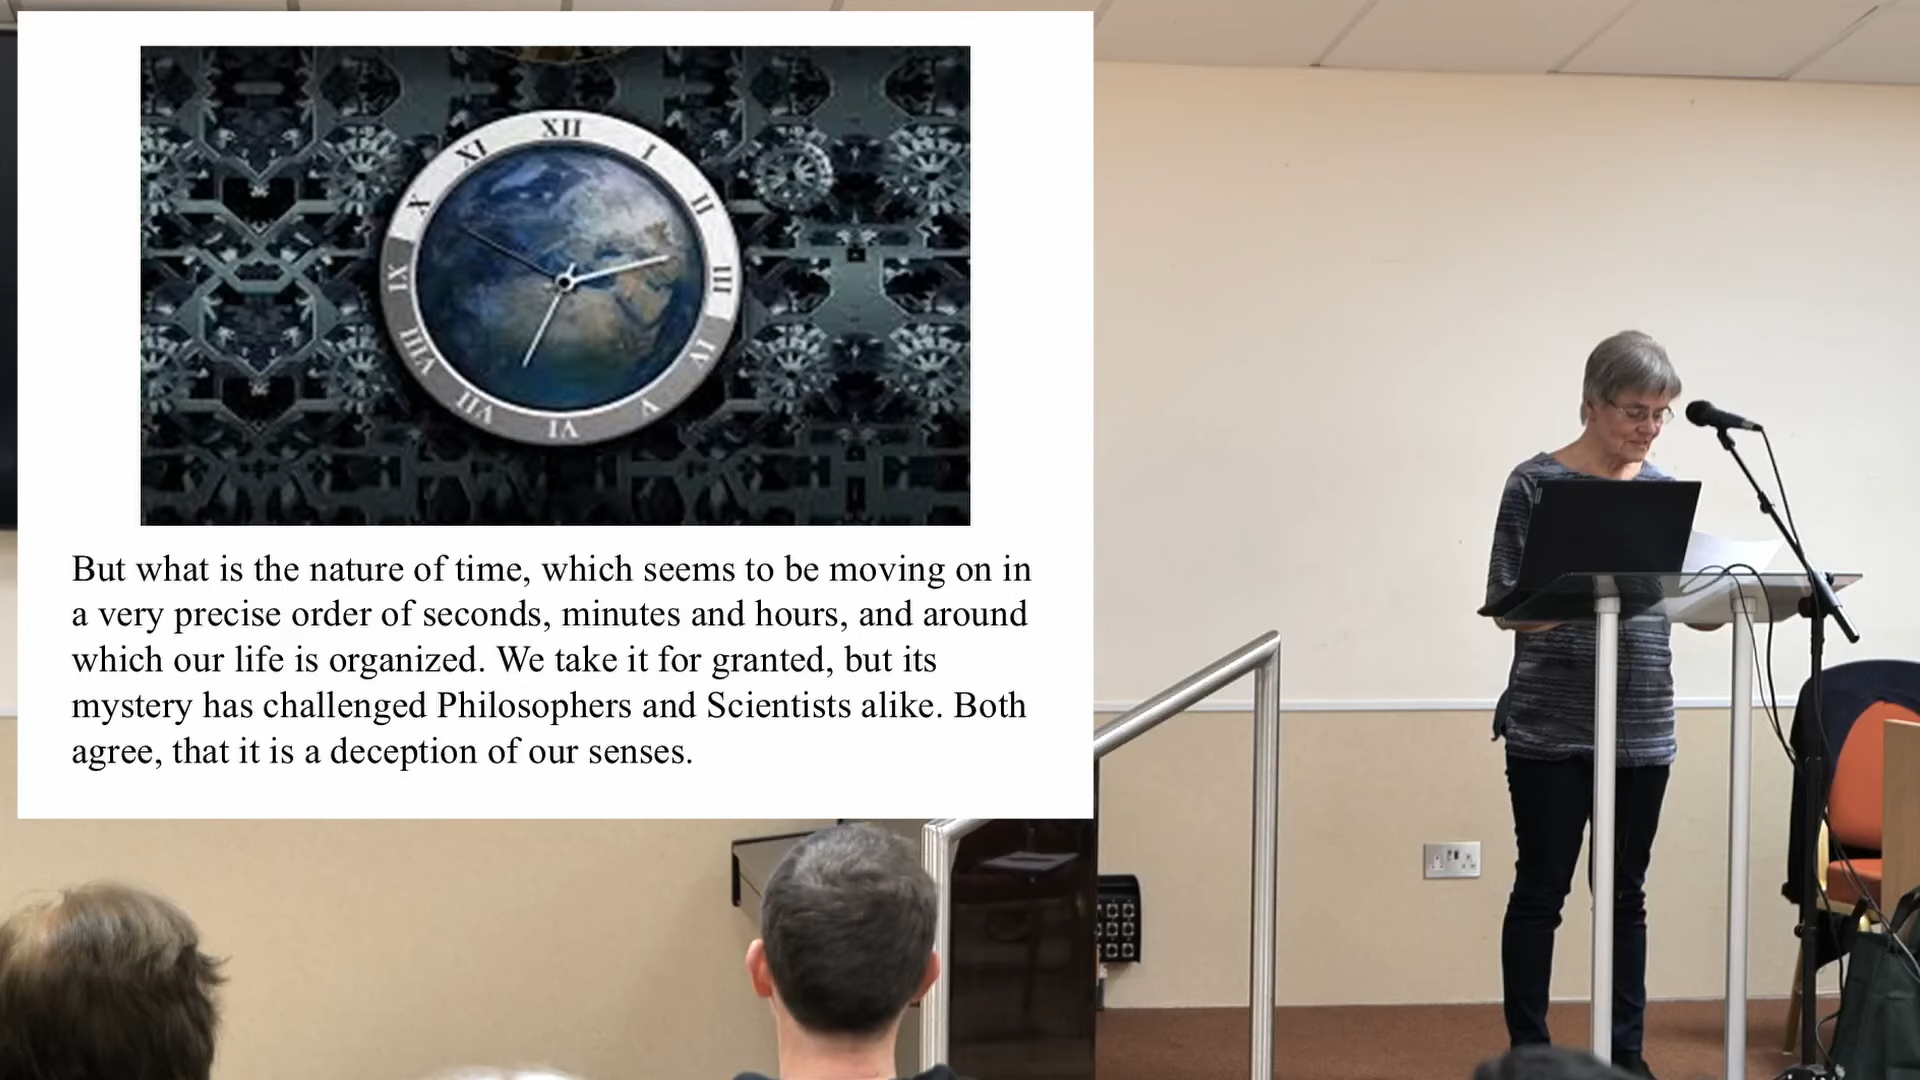 XII
XI
I
X
II
IX
III
VIII
IV
VII
V
VI
But what is the nature of time, which seems to be moving on in
a very precise order of seconds, minutes and hours, and around
which our life is organized. We take it for granted, but its
mystery has challenged Philosophers and Scientists alike. Both
agree, that it is a deception of our senses.